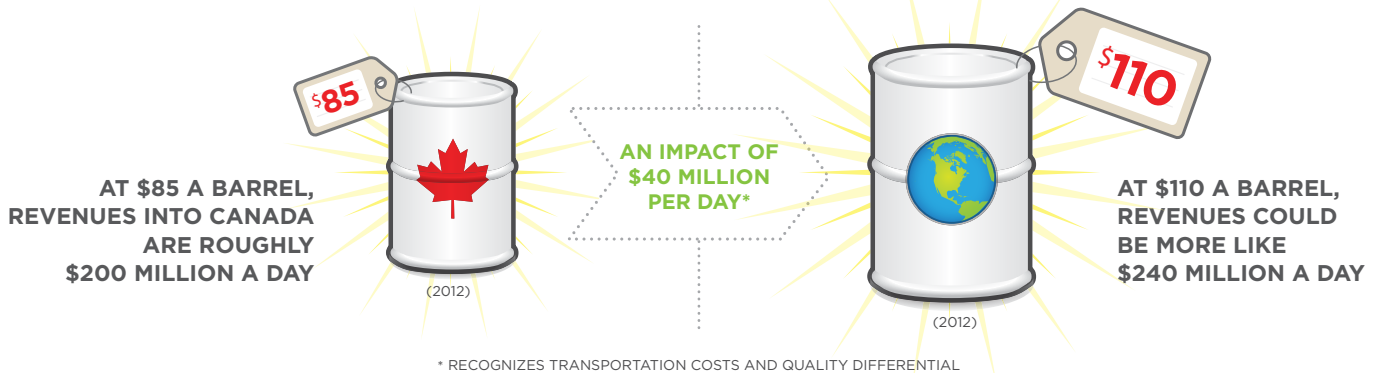 $85
AT $85 A BARREL,
REVENUES INTO CANADA
ARE ROUGHLY
$200 MILLION A DAY
(2012)
AN IMPACT OF
$40 MILLION
PER DAY*
$110
AT $110 A BARREL,
REVENUES COULD
BE MORE LIKE
$240 MILLION A DAY
(2012)
* RECOGNIZES TRANSPORTATION COSTS AND QUALITY DIFFERENTIAL